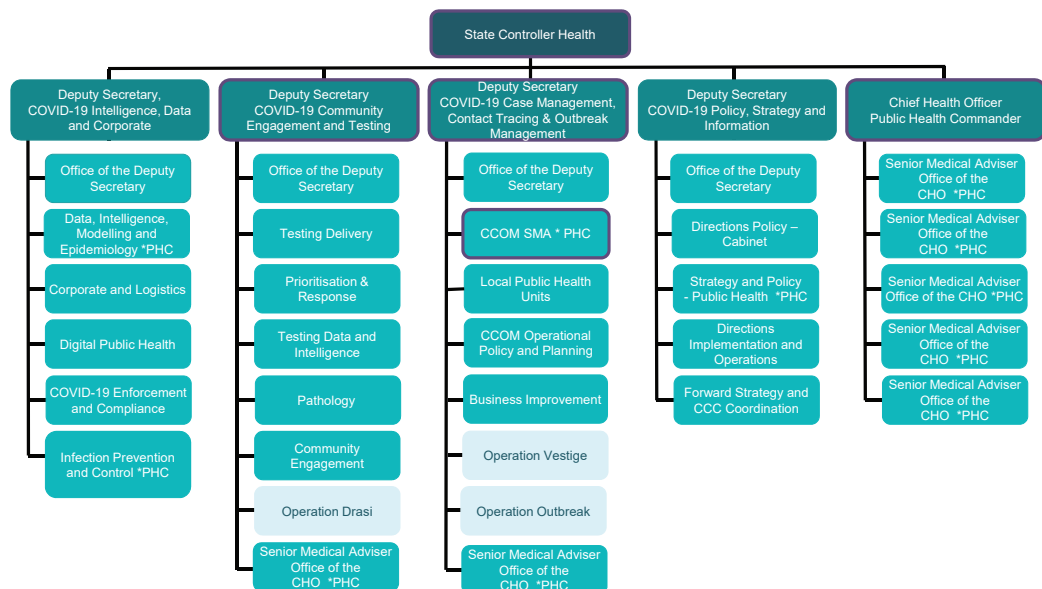 State Controller Health
Deputy Secretary,
COVID-19 Intelligence, Data
and Corporate
Deputy Secretary
COVID-19 Community
Engagement and Testing
Deputy Secretary
COVID-19 Case Management,
Contact Tracing & Outbreak
Management
Deputy Secretary
COVID-19 Policy, Strategy and
Information
Chief Health Officer
Public Health Commander
Office of the Deputy
Secretary
Data, Intelligence,
Modelling and
Epidemiology *PHC
Corporate and Logistics
Digital Public Health
COVID-19 Enforcement
and Compliance
Infection Prevention
and Control *PHC
Office of the Deputy
Secretary
Testing Delivery
Prioritisation &
Response
Testing Data and
Intelligence
Pathology
Community
Engagement
Operation Drasi
Senior Medical Adviser
Office of the
CHO *PHC
Office of the Deputy
Secretary
CCOM SMA * PHC
Local Public Health
Units
CCOM Operational
Policy and Planning
Business Improvement
Operation Vestige
Operation Outbreak
Senior Medical Adviser
Office of the
CHO *PHC
Office of the Deputy
Secretary
Directions Policy –
Cabinet
Strategy and Policy
- Public Health *PHC
Directions
Implementation and
Operations
Forward Strategy and
CCC Coordination
Senior Medical Adviser
Office of the
CHO *PHC
Senior Medical Adviser
Office of the
CHO *PHC
Senior Medical Adviser
Office of the CHO *PHC
Senior Medical Adviser
Office of the
CHO *PHC
Senior Medical Adviser
Office of the
CHO *PHC